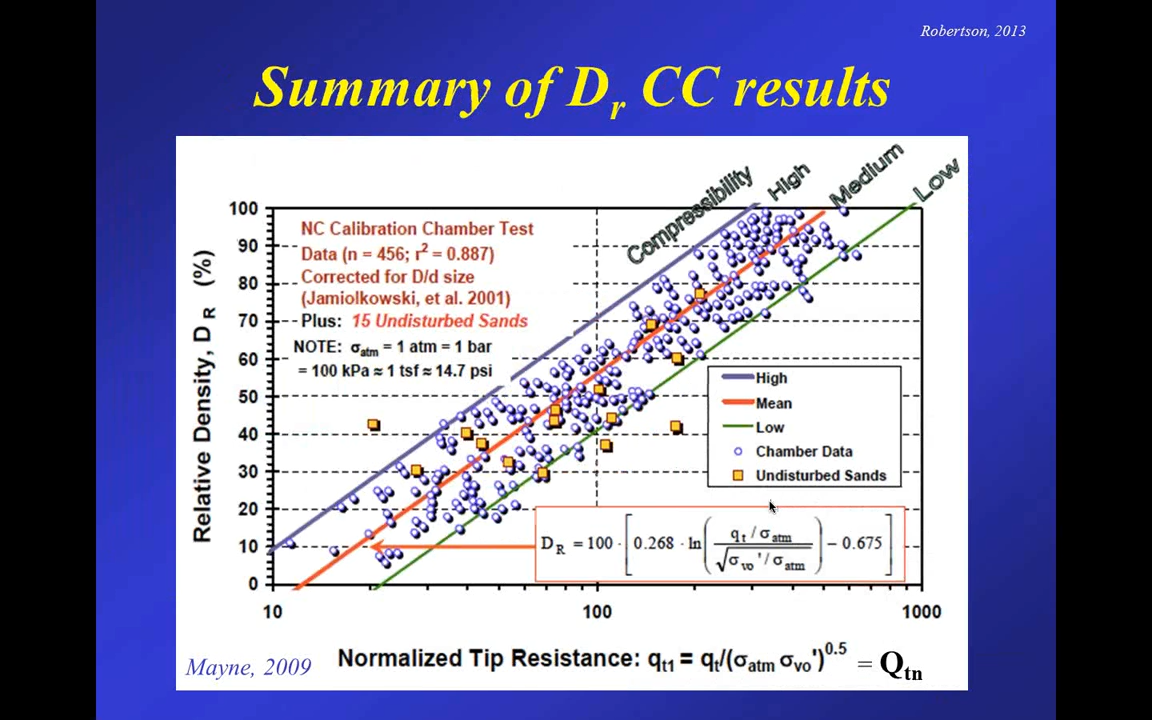 Robertson, 2013
Summary of Dr CC results
Compressibility
High
Medium
Low
NC Calibration Chamber Test
Data (n = 456; r² = 0.887)
Corrected for D/d size
(Jamiolkowski, et al. 2001)
Plus: 15 Undisturbed Sands
NOTE: σatm = 1 atm = 1 bar
= 100 kPa ≈ 1 tsf ≈ 14.7 psi
Relative Density, DR (%)
100
90
80
70
60
50
40
30
20
10
0
High
Mean
Low
Chamber Data
Undisturbed Sands
DR = 100 · [0.268 · ln( (qt / σatm) / √(σvo' / σatm) ) − 0.675]
10
100
1000
Normalized Tip Resistance: qt1 = qt/(σatm σvo')^0.5 = Qtn
Mayne, 2009